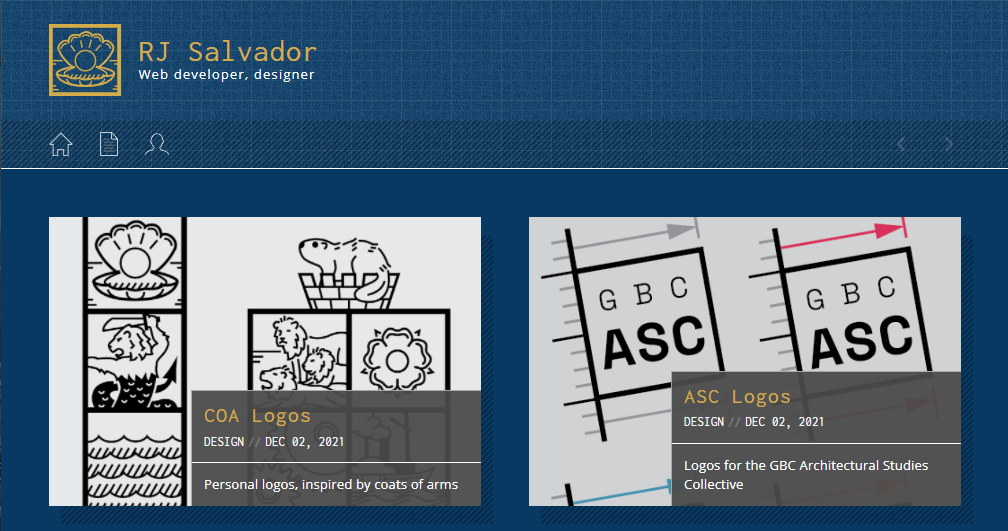 RJ Salvador
Web developer, designer
COA Logos
DESIGN // DEC 02, 2021
Personal logos, inspired by coats of arms
G B C
ASC
G B C
ASC
ASC Logos
DESIGN // DEC 02, 2021
Logos for the GBC Architectural Studies
Collective